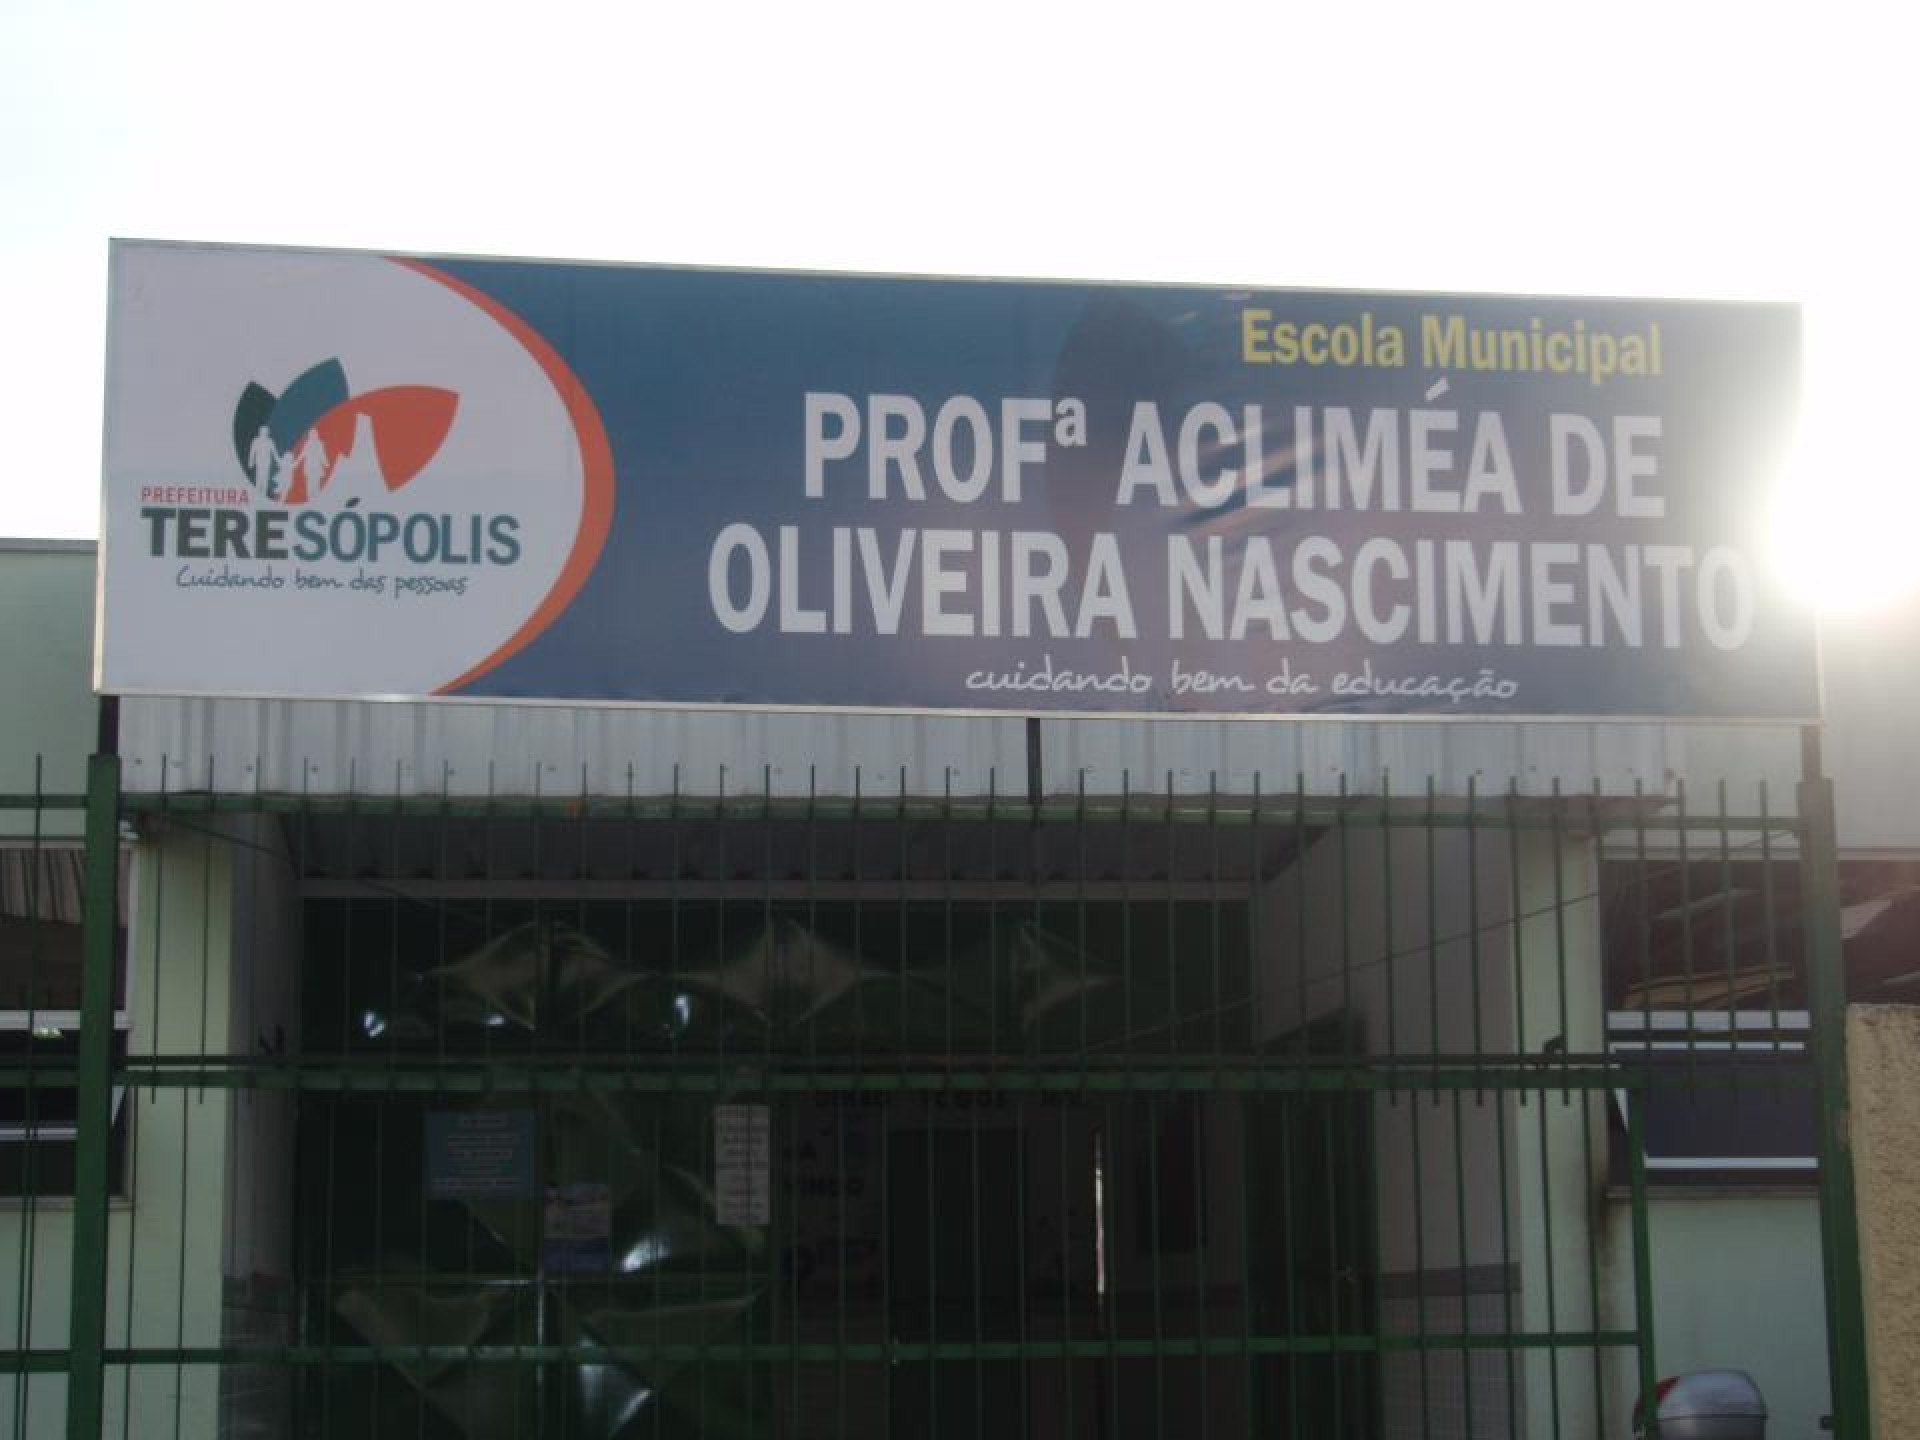 PREFEITURA
TERESÓPOLIS
Cuidando bem das pessoas
Escola Municipal
PROFª ACLIMÉA DE
OLIVEIRA NASCIMENTO
cuidando bem da educação